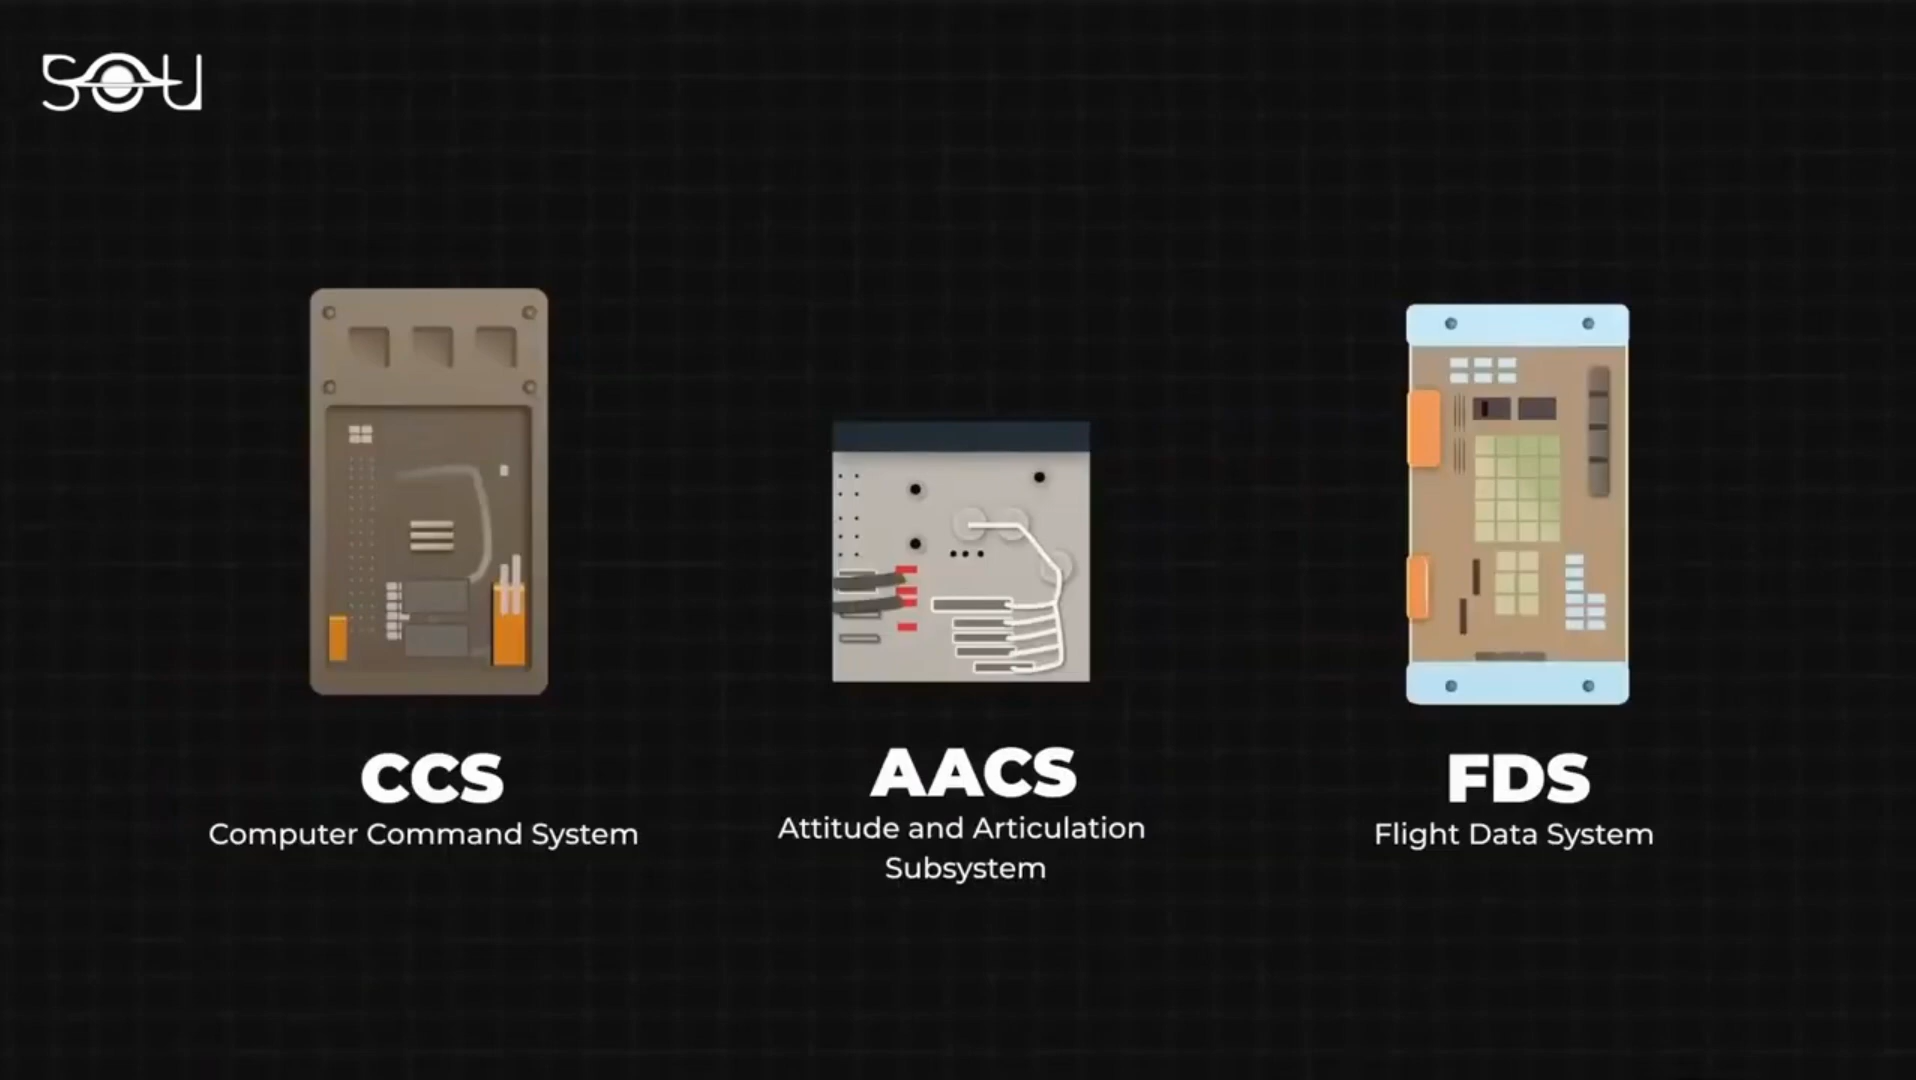 SOU
CCS
Computer Command System
AACS
Attitude and Articulation
Subsystem
FDS
Flight Data System